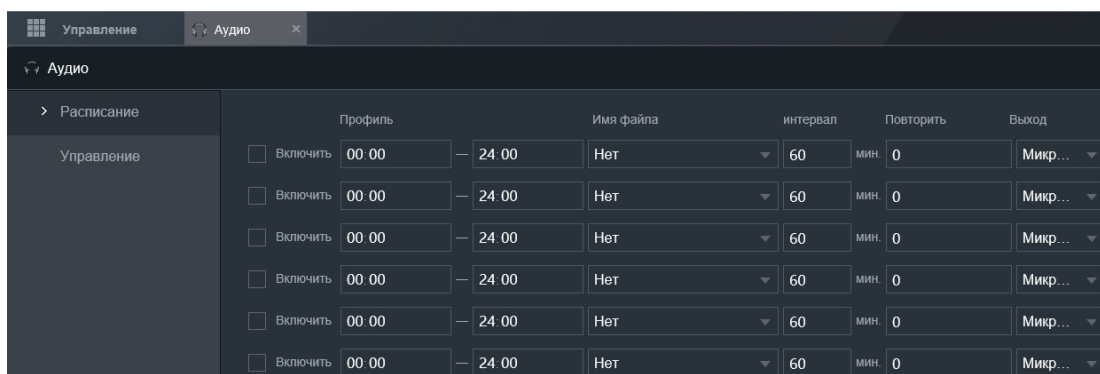 Управление Аудио ×
Аудио
> Расписание
Управление
Профиль Имя файла интервал Повторить Выход
Включить 00:00 — 24:00 Нет 60 мин. 0 Микр...
Включить 00:00 — 24:00 Нет 60 мин. 0 Микр...
Включить 00:00 — 24:00 Нет 60 мин. 0 Микр...
Включить 00:00 — 24:00 Нет 60 мин. 0 Микр...
Включить 00:00 — 24:00 Нет 60 мин. 0 Микр...
Включить 00:00 — 24:00 Нет 60 мин. 0 Микр...